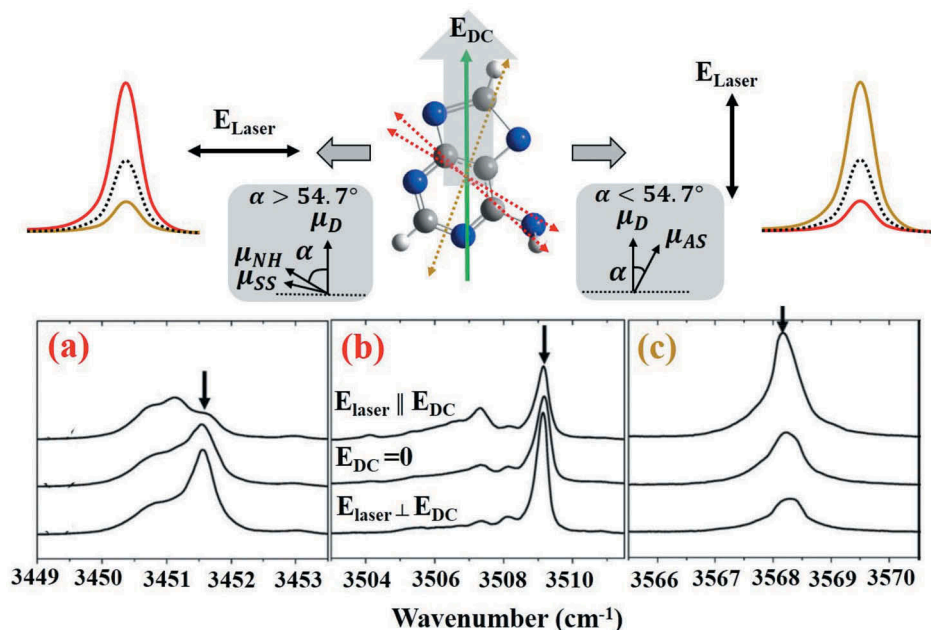 E_DC
E_Laser
E_Laser
α > 54.7°
μ_D
μ_NH
μ_SS
α
α < 54.7°
μ_D
μ_AS
α
(a)
(b)
(c)
E_laser ∥ E_DC
E_DC =0
E_laser ⊥ E_DC
3449 3450 3451 3452 3453 3504 3506 3508 3510 3566 3567 3568 3569 3570
Wavenumber (cm⁻¹)